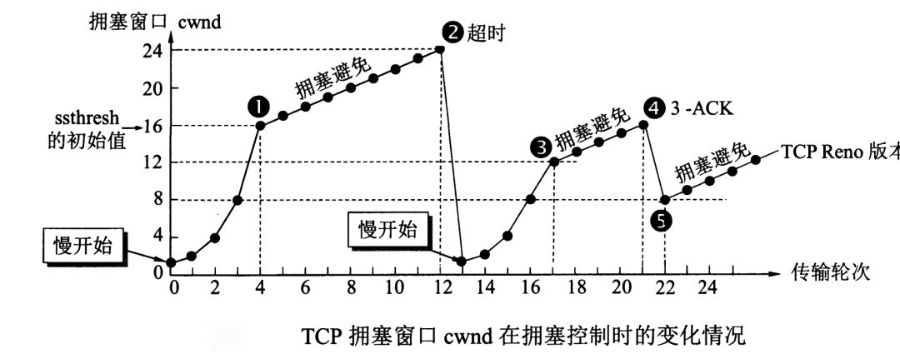 拥塞窗口 cwnd
❷超时
24
拥塞避免
20
❶
ssthresh
的初始值
16
❹ 3 -ACK
❸
拥塞避免
12
拥塞避免
TCP Reno 版本
8
❺
慢开始
4
慢开始
0
0 2 4 6 8 10 12 14 16 18 20 22 24
传输轮次
TCP 拥塞窗口 cwnd 在拥塞控制时的变化情况